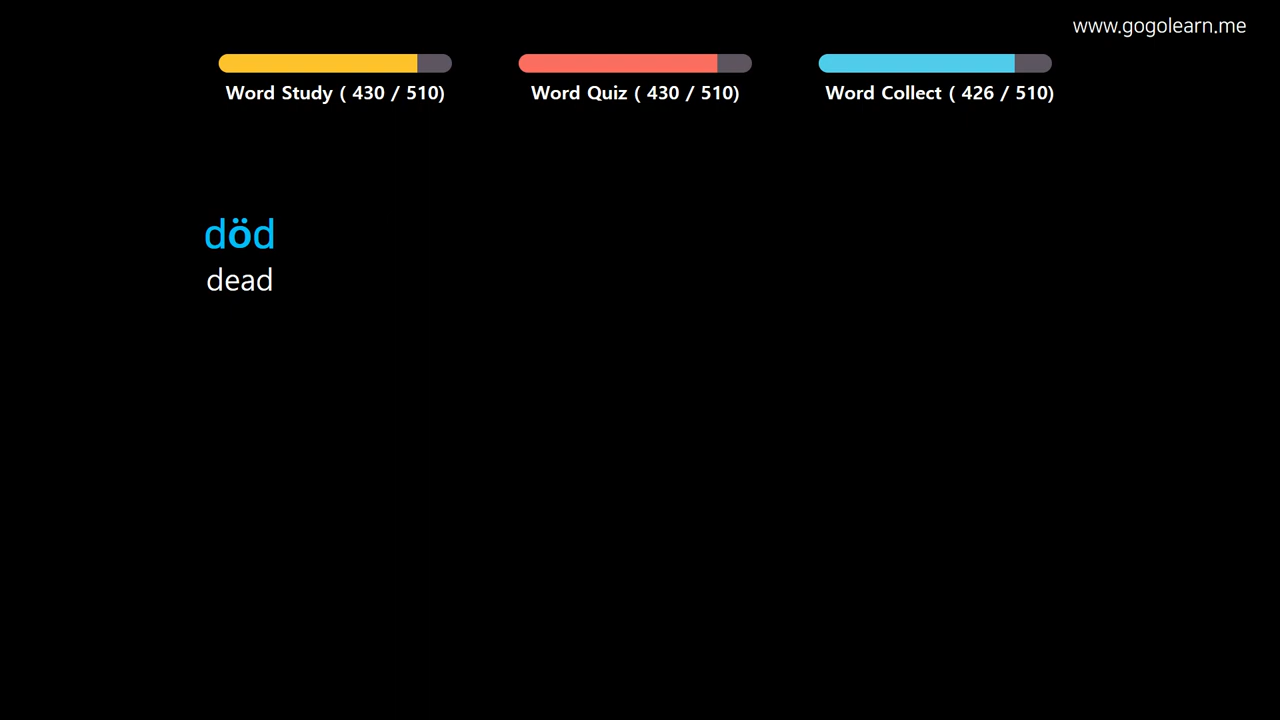 www.gogolearn.me
Word Study ( 430 / 510)
Word Quiz ( 430 / 510)
Word Collect ( 426 / 510)
död
dead